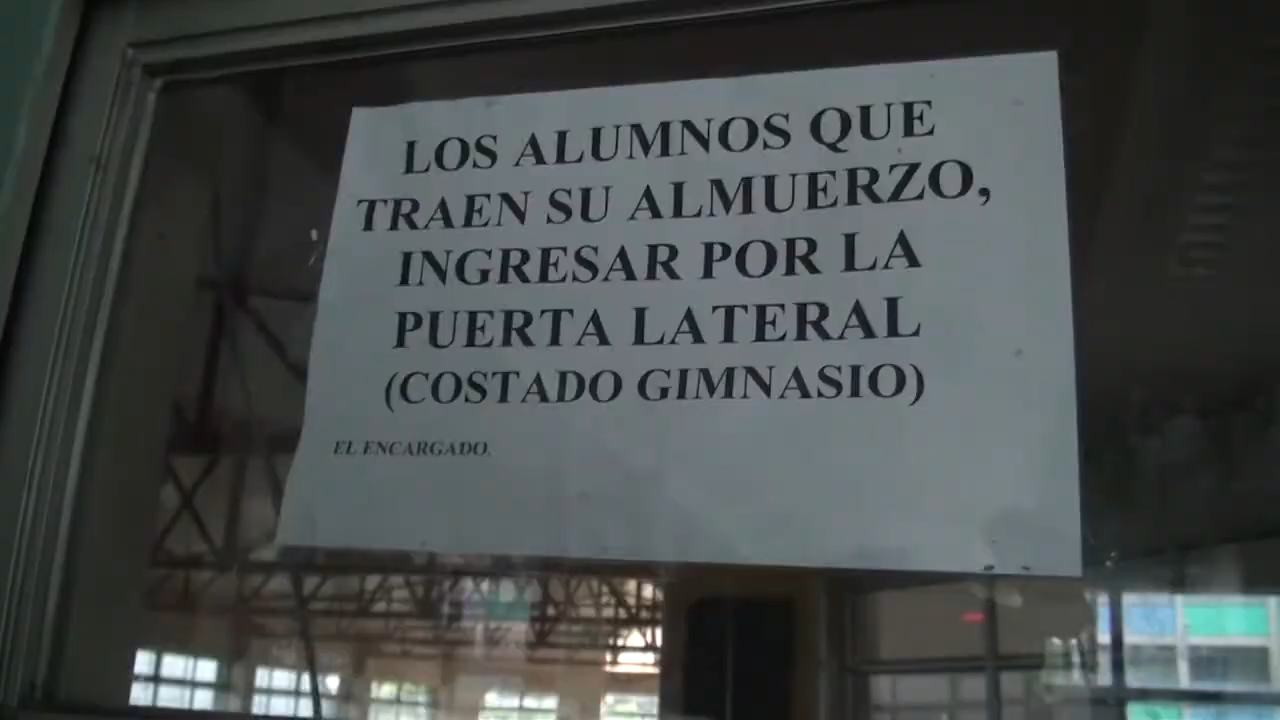 LOS ALUMNOS QUE
TRAEN SU ALMUERZO,
INGRESAR POR LA
PUERTA LATERAL
(COSTADO GIMNASIO)
EL ENCARGADO.